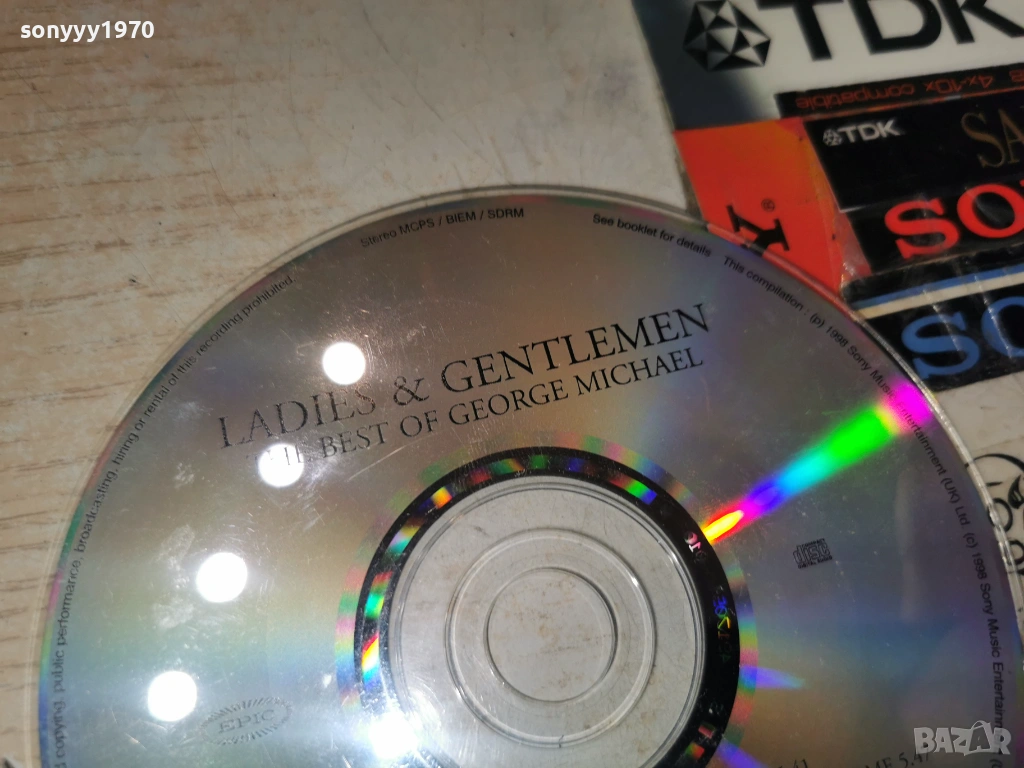 sonyyy1970
TDK
4x-10x compatible
TDK
SA
SO
SO
Stereo MCPS / BIEM / SDRM
See booklet for details
This compilation : (p) 1998 Sony Music Entertainment (UK) Ltd. (c) 1998 Sony Music
copying, public performance, broadcasting, hiring or rental of this recording prohibited.
LADIES & GENTLEMEN
BEST OF GEORGE MICHAEL
EPIC
BAZAR